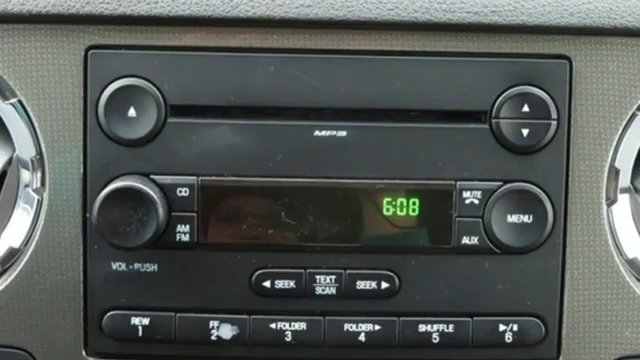 MP3
CD
6:08
MUTE
MENU
AM
FM
AUX
VOL - PUSH
◄ SEEK
TEXT
SCAN
SEEK ►
REW
1
FF
2
◄ FOLDER
3
FOLDER ►
4
SHUFFLE
5
►/II
6